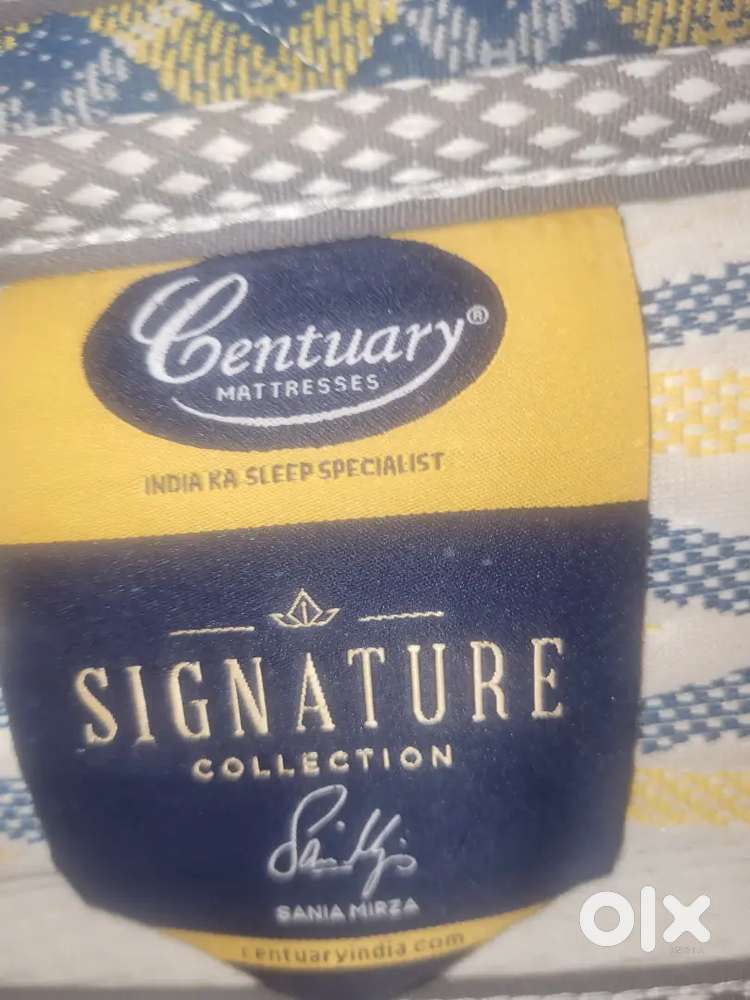 Centuary®
MATTRESSES
INDIA KA SLEEP SPECIALIST
SIGNATURE
COLLECTION
SANIA MIRZA
centuaryindia.com
olx